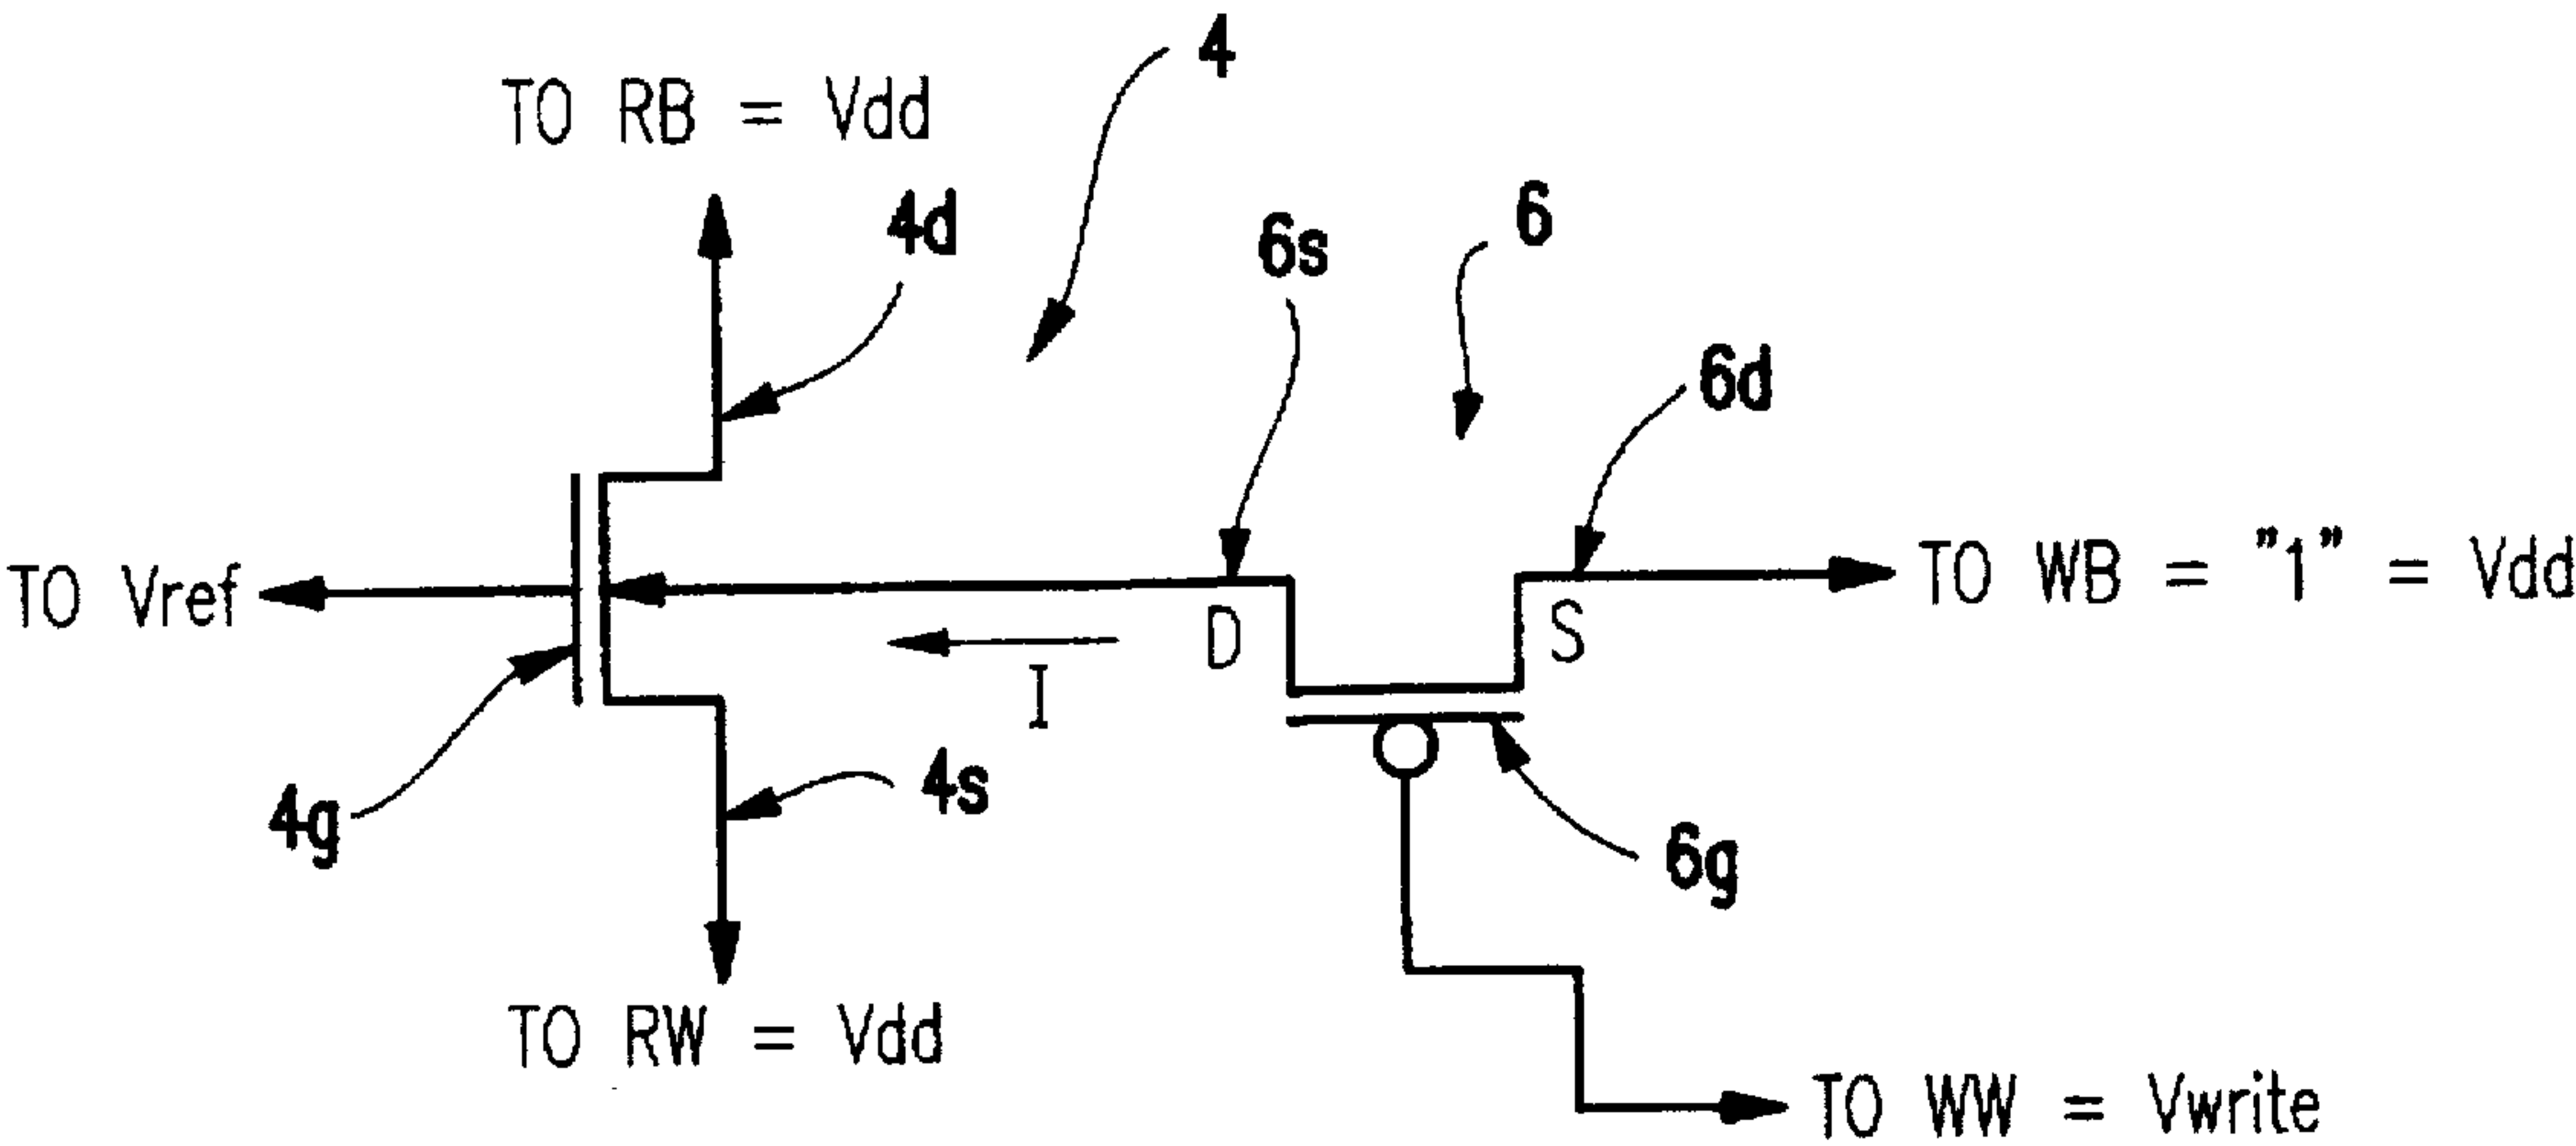 4
TO RB = Vdd
4d
6s
6
6d
TO Vref
TO WB = "1" = Vdd
D
S
I
4g
4s
6g
TO RW = Vdd
TO WW = Vwrite